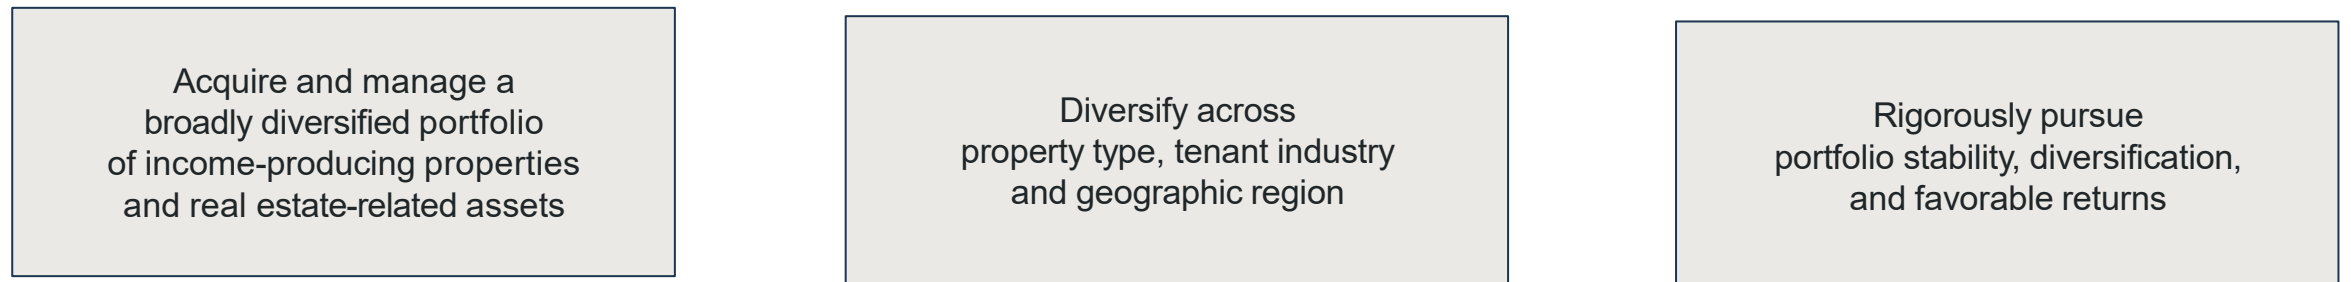 Acquire and manage a
broadly diversified portfolio
of income-producing properties
and real estate-related assets
Diversify across
property type, tenant industry
and geographic region
Rigorously pursue
portfolio stability, diversification,
and favorable returns